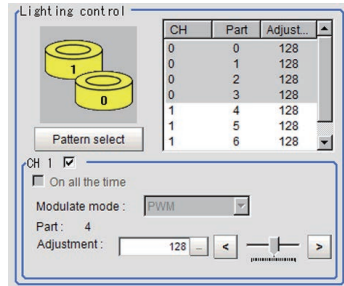 Lighting control
CH Part Adjust...
0 0 128
0 1 128
0 2 128
0 3 128
1 4 128
1 5 128
1 6 128
1
0
Pattern select
CH 1
On all the time
Modulate mode : PWM
Part : 4
Adjustment : 128 ... < >